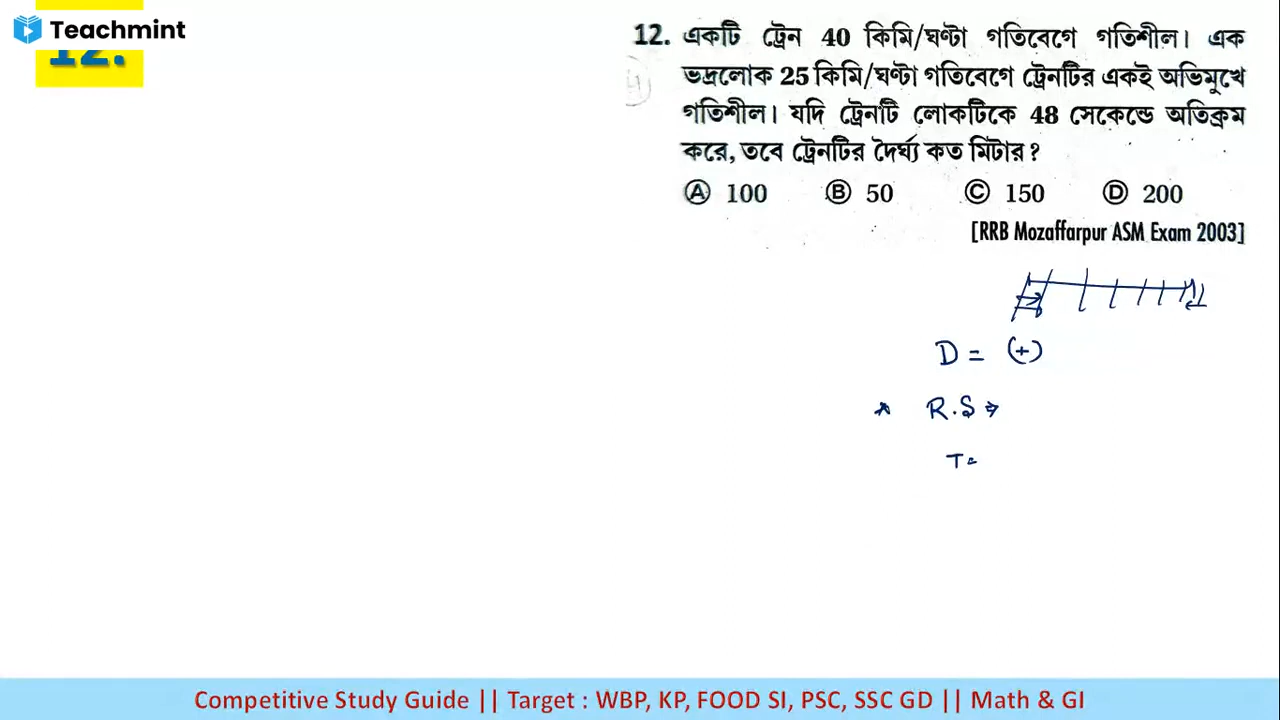 Teachmint
12.
12. একটি ট্রেন 40 কিমি/ঘণ্টা গতিবেগে গতিশীল। এক
ভদ্রলোক 25 কিমি/ঘণ্টা গতিবেগে ট্রেনটির একই অভিমুখে
গতিশীল। যদি ট্রেনটি লোকটিকে 48 সেকেন্ডে অতিক্রম
করে, তবে ট্রেনটির দৈর্ঘ্য কত মিটার?
Ⓐ 100 Ⓑ 50 Ⓒ 150 Ⓓ 200
[RRB Mozaffarpur ASM Exam 2003]
D = (+)
* R.S →
T =
Competitive Study Guide || Target : WBP, KP, FOOD SI, PSC, SSC GD || Math & GI